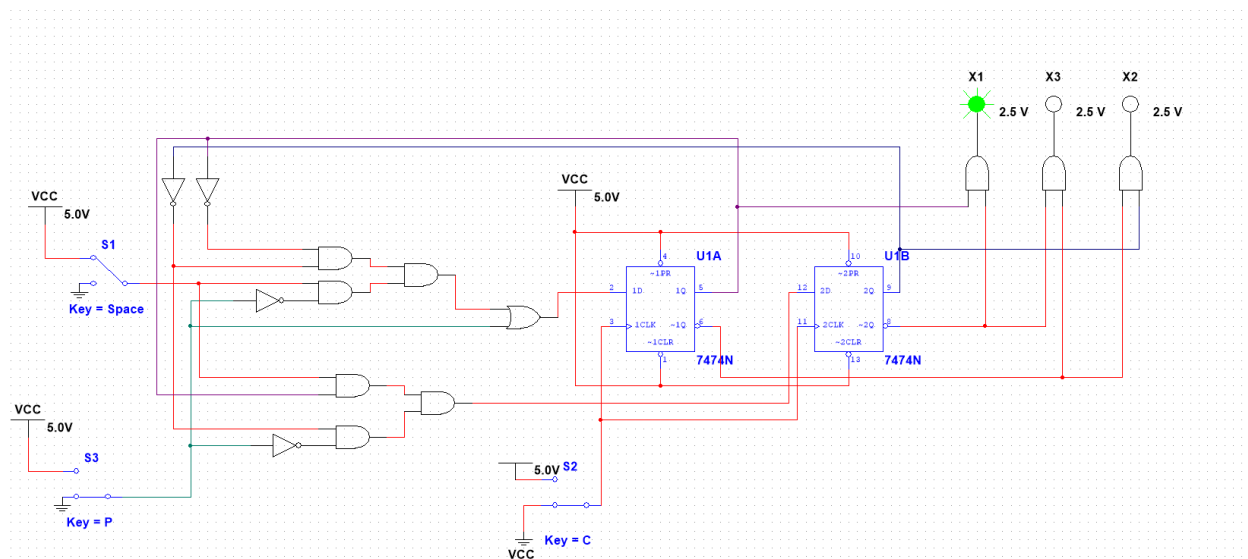 X1
X3
X2
2.5 V
2.5 V
2.5 V
VCC
5.0V
VCC
5.0V
S1
Key = Space
4
~1PR
U1A
2
1D
1Q
5
3
1CLK
~1Q
6
~1CLR
1
7474N
10
~2PR
U1B
12
2D
2Q
9
11
2CLK
~2Q
8
~2CLR
13
7474N
VCC
5.0V
S3
Key = P
5.0V
S2
Key = C
VCC